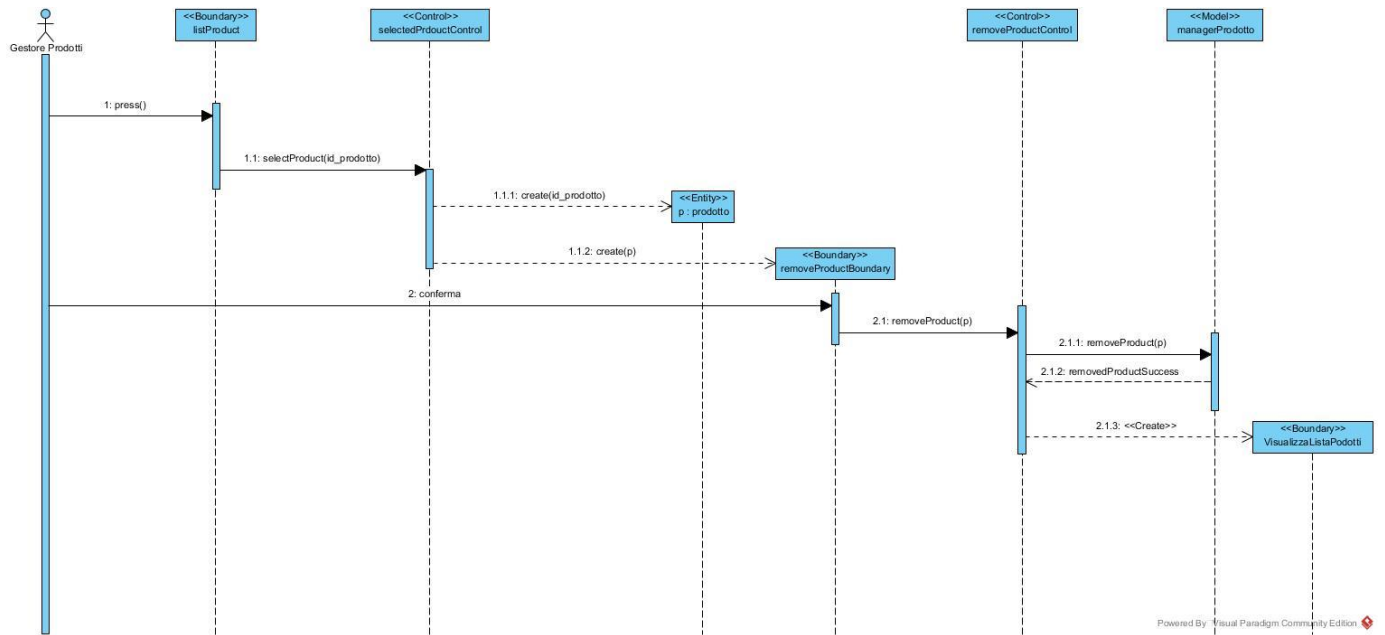 <<Boundary>>
listProduct
<<Control>>
selectedPrdouctControl
<<Control>>
removeProductControl
<<Model>>
managerProdotto
Gestore Prodotti
1: press()
1.1: selectProduct(id_prodotto)
1.1.1: create(id_prodotto)
<<Entity>>
p : prodotto
1.1.2: create(p)
<<Boundary>>
removeProductBoundary
2: conferma
2.1: removeProduct(p)
2.1.1: removeProduct(p)
2.1.2: removedProductSuccess
2.1.3: <<Create>>
<<Boundary>>
VisualizzaListaPodotti
Powered By Visual Paradigm Community Edition